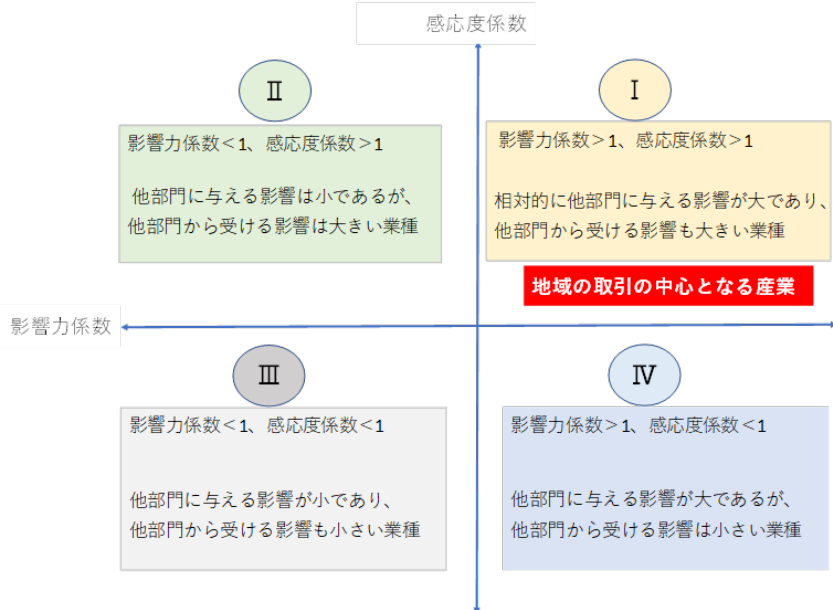 感応度係数
Ⅱ
Ⅰ
影響力係数<1、感応度係数>1
他部門に与える影響は小であるが、
他部門から受ける影響は大きい業種
影響力係数>1、感応度係数>1
相対的に他部門に与える影響が大であり、
他部門から受ける影響も大きい業種
地域の取引の中心となる産業
影響力係数
Ⅲ
Ⅳ
影響力係数<1、感応度係数<1
他部門に与える影響が小であり、
他部門から受ける影響も小さい業種
影響力係数>1、感応度係数<1
他部門に与える影響が大であるが、
他部門から受ける影響は小さい業種